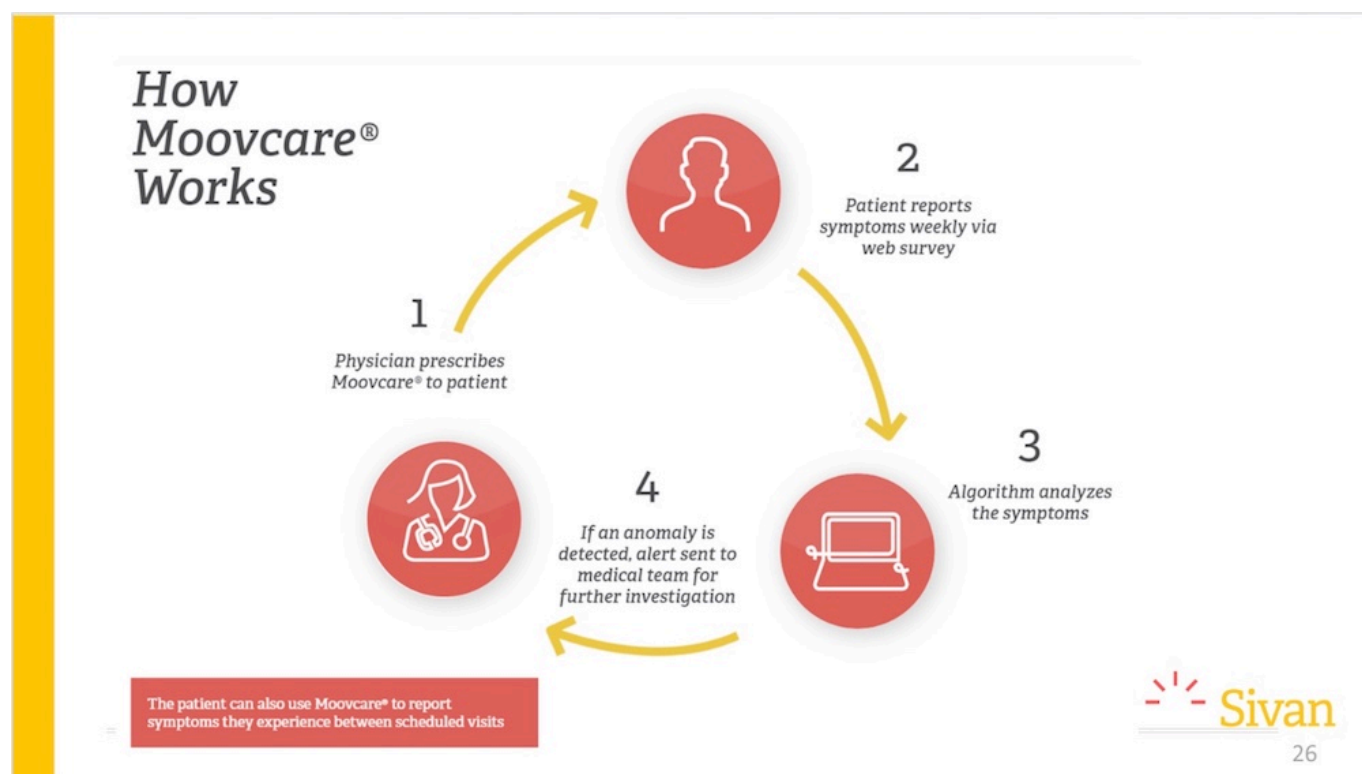 How
Moovcare®
Works
1
Physician prescribes
Moovcare® to patient
2
Patient reports
symptoms weekly via
web survey
3
Algorithm analyzes
the symptoms
4
If an anomaly is
detected, alert sent to
medical team for
further investigation
The patient can also use Moovcare® to report
symptoms they experience between scheduled visits
Sivan
26